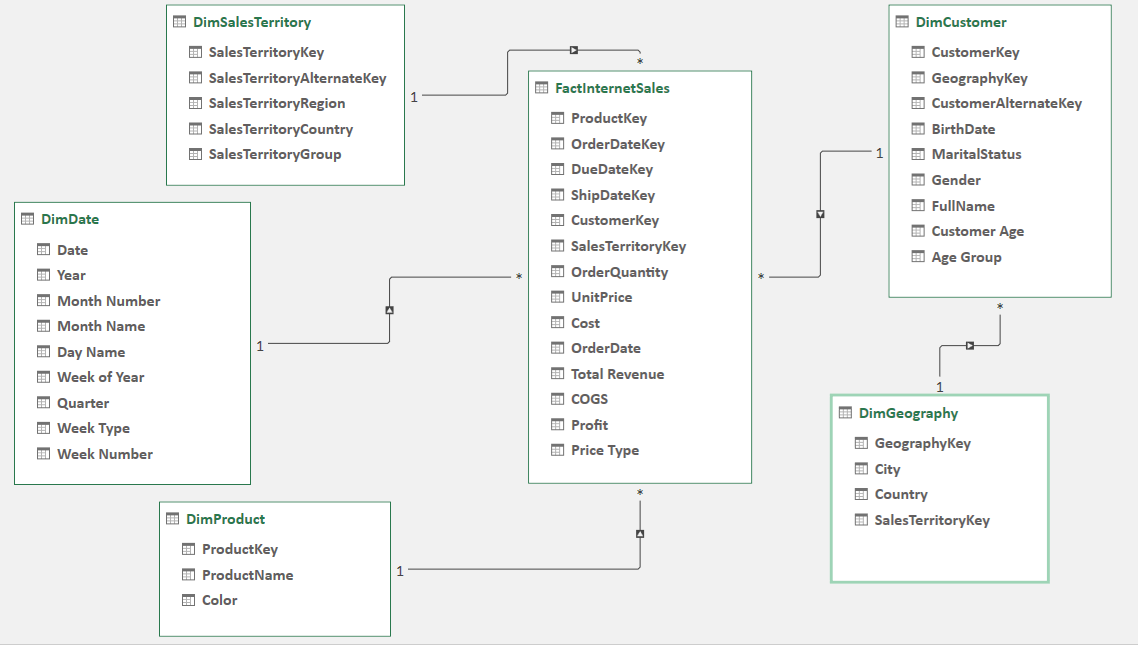 DimSalesTerritory
SalesTerritoryKey
SalesTerritoryAlternateKey
SalesTerritoryRegion
SalesTerritoryCountry
SalesTerritoryGroup
1
*
FactInternetSales
ProductKey
OrderDateKey
DueDateKey
ShipDateKey
CustomerKey
SalesTerritoryKey
OrderQuantity
UnitPrice
Cost
OrderDate
Total Revenue
COGS
Profit
Price Type
DimCustomer
CustomerKey
GeographyKey
CustomerAlternateKey
BirthDate
MaritalStatus
Gender
FullName
Customer Age
Age Group
1
*
*
1
DimDate
Date
Year
Month Number
Month Name
Day Name
Week of Year
Quarter
Week Type
Week Number
1
*
DimGeography
GeographyKey
City
Country
SalesTerritoryKey
DimProduct
ProductKey
ProductName
Color
1
*